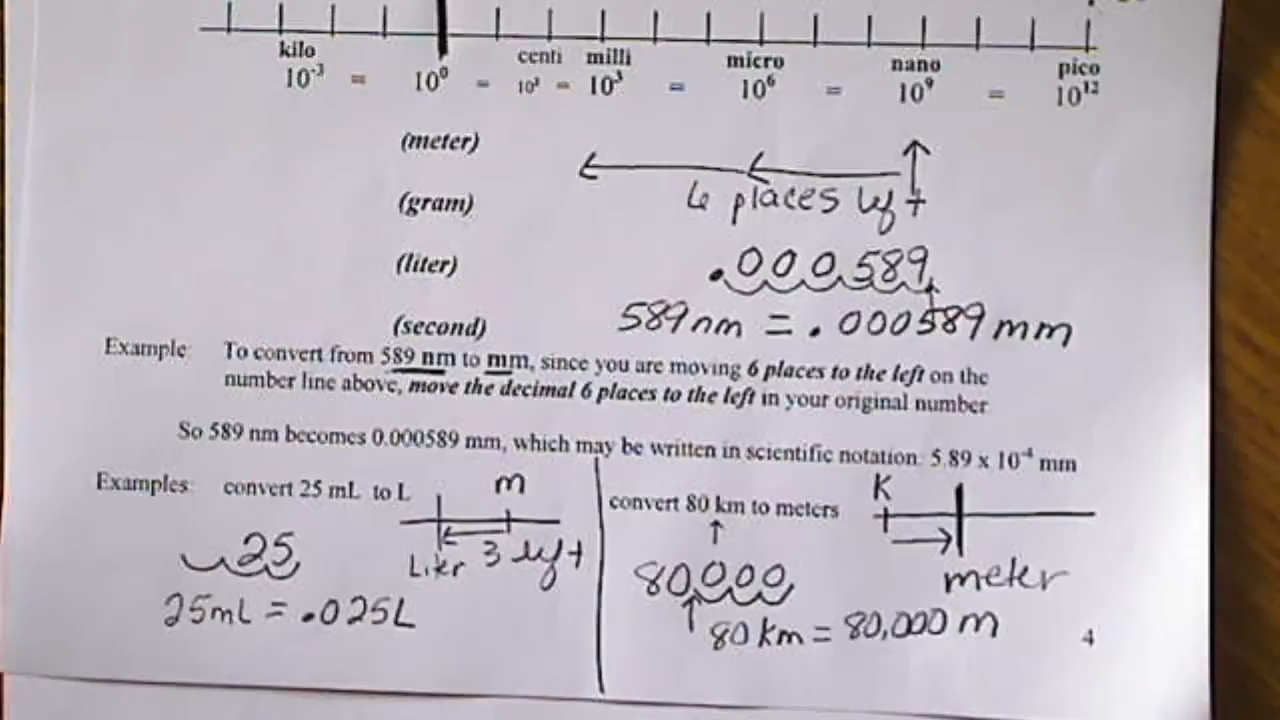 kilo centi milli micro nano pico
10⁻³ = 10⁰ = 10² = 10³ = 10⁶ = 10⁹ = 10¹²
(meter)
6 places left
(gram)
(liter)
.000589
(second)
589nm = .000589 mm
Example: To convert from 589 nm to mm, since you are moving 6 places to the left on the
number line above, move the decimal 6 places to the left in your original number
So 589 nm becomes 0.000589 mm, which may be written in scientific notation: 5.89 x 10⁻⁴ mm
Examples: convert 25 mL to L
m
Liter 3 left
25
25mL = .025L
convert 80 km to meters
K
meter
80,000
80 km = 80,000 m
4